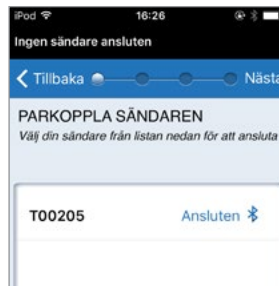 iPod 16:26
Ingen sändare ansluten
Tillbaka Nästa
PARKOPPLA SÄNDAREN
Välj din sändare från listan nedan för att ansluta
T00205 Ansluten